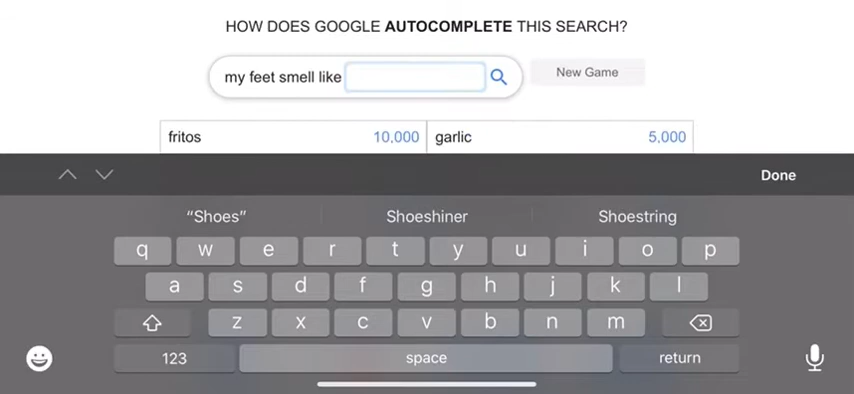 HOW DOES GOOGLE AUTOCOMPLETE THIS SEARCH?
my feet smell like
New Game
fritos 10,000 garlic 5,000
Done
“Shoes” Shoeshiner Shoestring
q w e r t y u i o p
a s d f g h j k l
z x c v b n m
123 space return